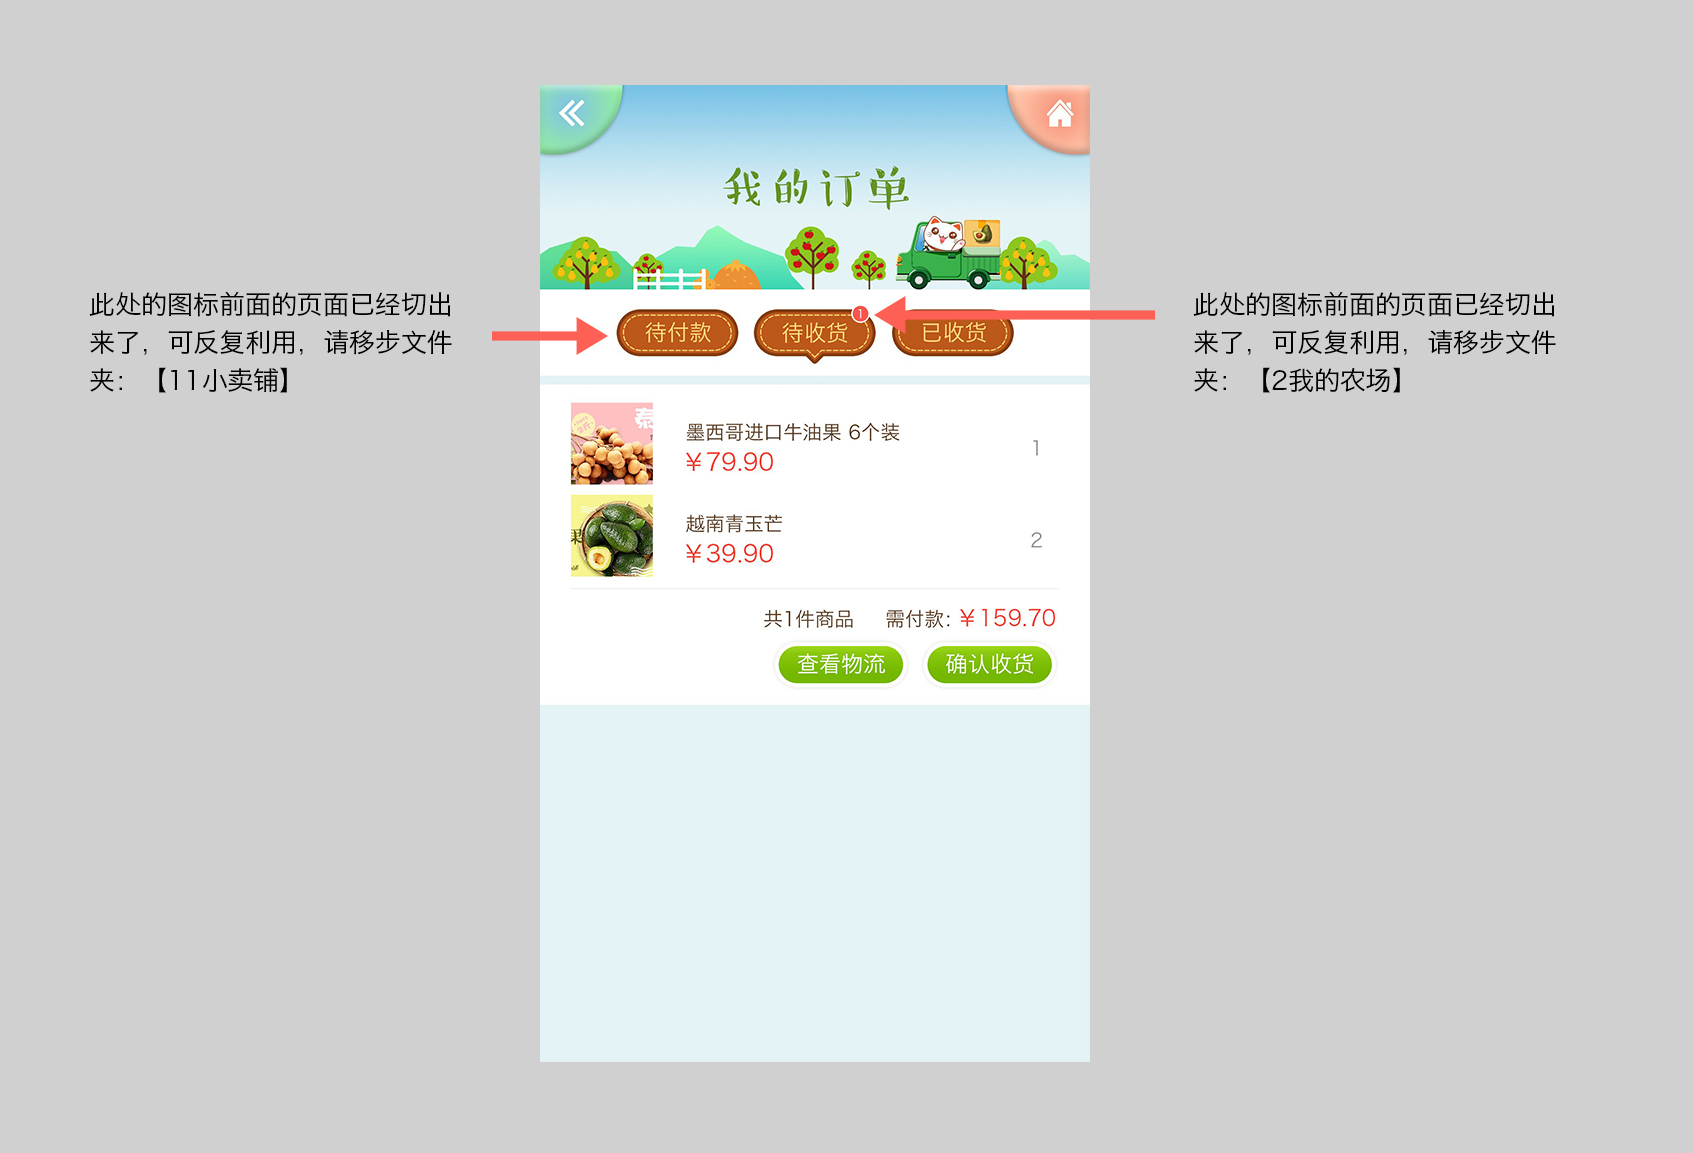 我的订单
此处的图标前面的页面已经切出
来了，可反复利用，请移步文件
夹：【11小卖铺】
待付款
待收货
1
已收货
此处的图标前面的页面已经切出
来了，可反复利用，请移步文件
夹：【2我的农场】
泰
2斤
墨西哥进口牛油果 6个装
￥79.90
1
果
越南青玉芒
￥39.90
2
共1件商品 需付款：￥159.70
查看物流
确认收货